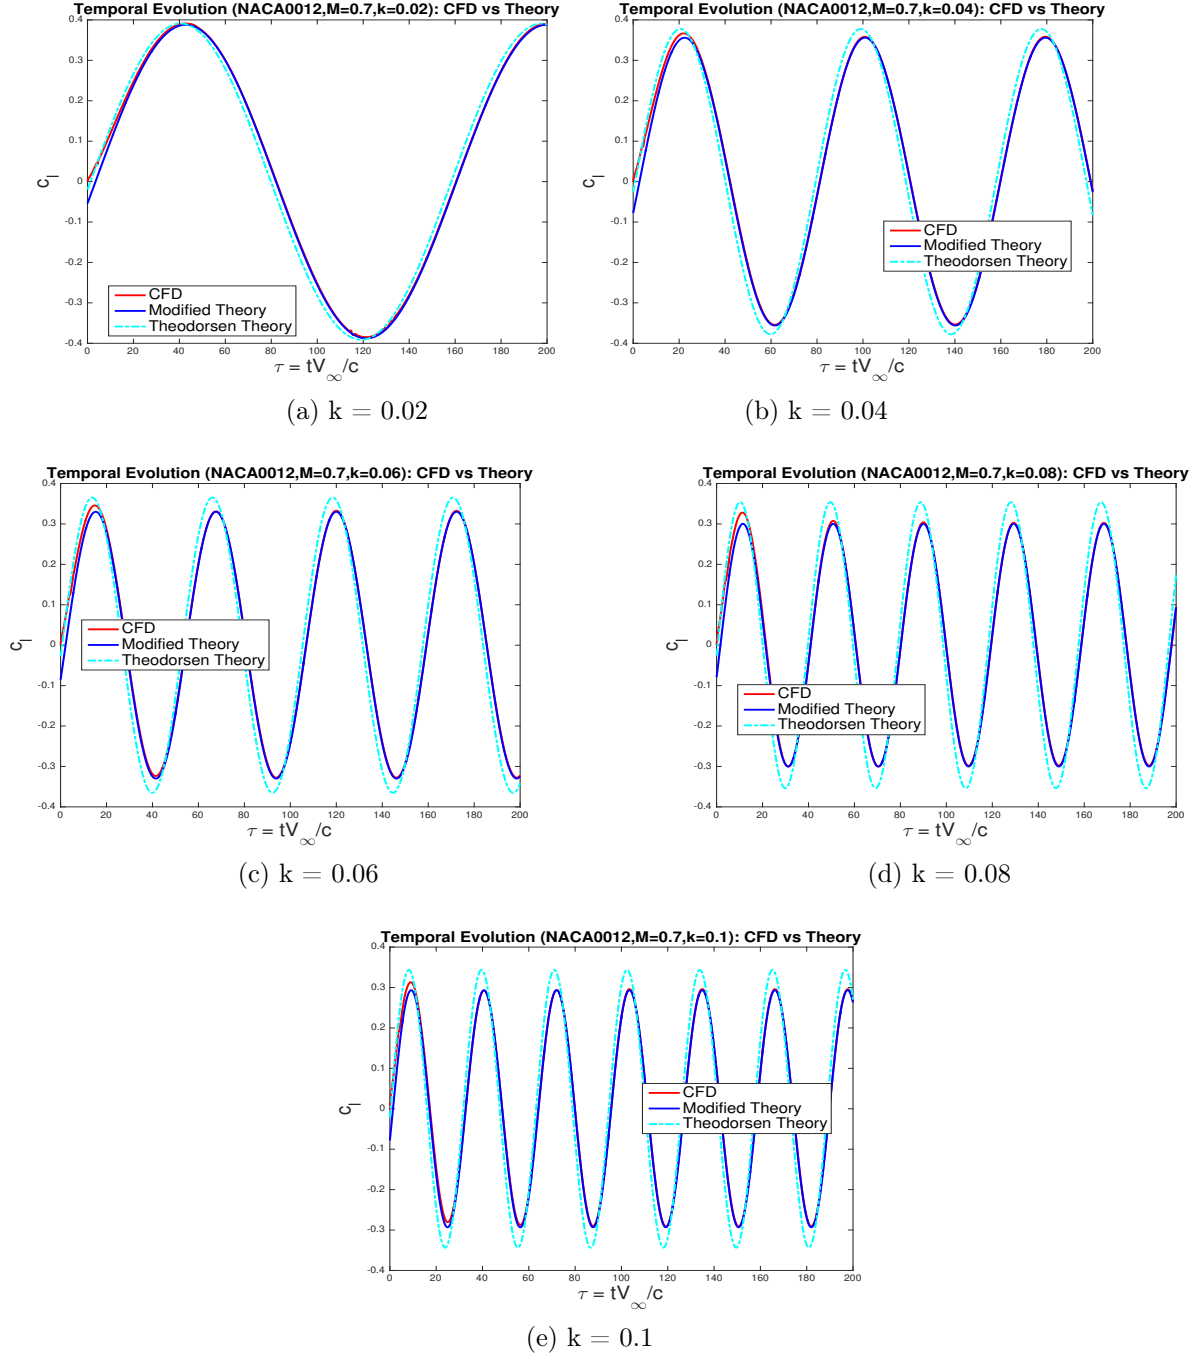 Temporal Evolution (NACA0012,M=0.7,k=0.02): CFD vs Theory
0.4
0.3
0.2
0.1
0
-0.1
-0.2
-0.3
-0.4
c_l
CFD
Modified Theory
Theodorsen Theory
0 20 40 60 80 100 120 140 160 180 200
τ = tV_∞/c
(a) k = 0.02
Temporal Evolution (NACA0012,M=0.7,k=0.04): CFD vs Theory
0.4
0.3
0.2
0.1
0
-0.1
-0.2
-0.3
-0.4
c_l
CFD
Modified Theory
Theodorsen Theory
0 20 40 60 80 100 120 140 160 180 200
τ = tV_∞/c
(b) k = 0.04
Temporal Evolution (NACA0012,M=0.7,k=0.06): CFD vs Theory
0.4
0.3
0.2
0.1
0
-0.1
-0.2
-0.3
-0.4
c_l
CFD
Modified Theory
Theodorsen Theory
0 20 40 60 80 100 120 140 160 180 200
τ = tV_∞/c
(c) k = 0.06
Temporal Evolution (NACA0012,M=0.7,k=0.08): CFD vs Theory
0.4
0.3
0.2
0.1
0
-0.1
-0.2
-0.3
-0.4
c_l
CFD
Modified Theory
Theodorsen Theory
0 20 40 60 80 100 120 140 160 180 200
τ = tV_∞/c
(d) k = 0.08
Temporal Evolution (NACA0012,M=0.7,k=0.1): CFD vs Theory
0.4
0.3
0.2
0.1
0
-0.1
-0.2
-0.3
-0.4
c_l
CFD
Modified Theory
Theodorsen Theory
0 20 40 60 80 100 120 140 160 180 200
τ = tV_∞/c
(e) k = 0.1